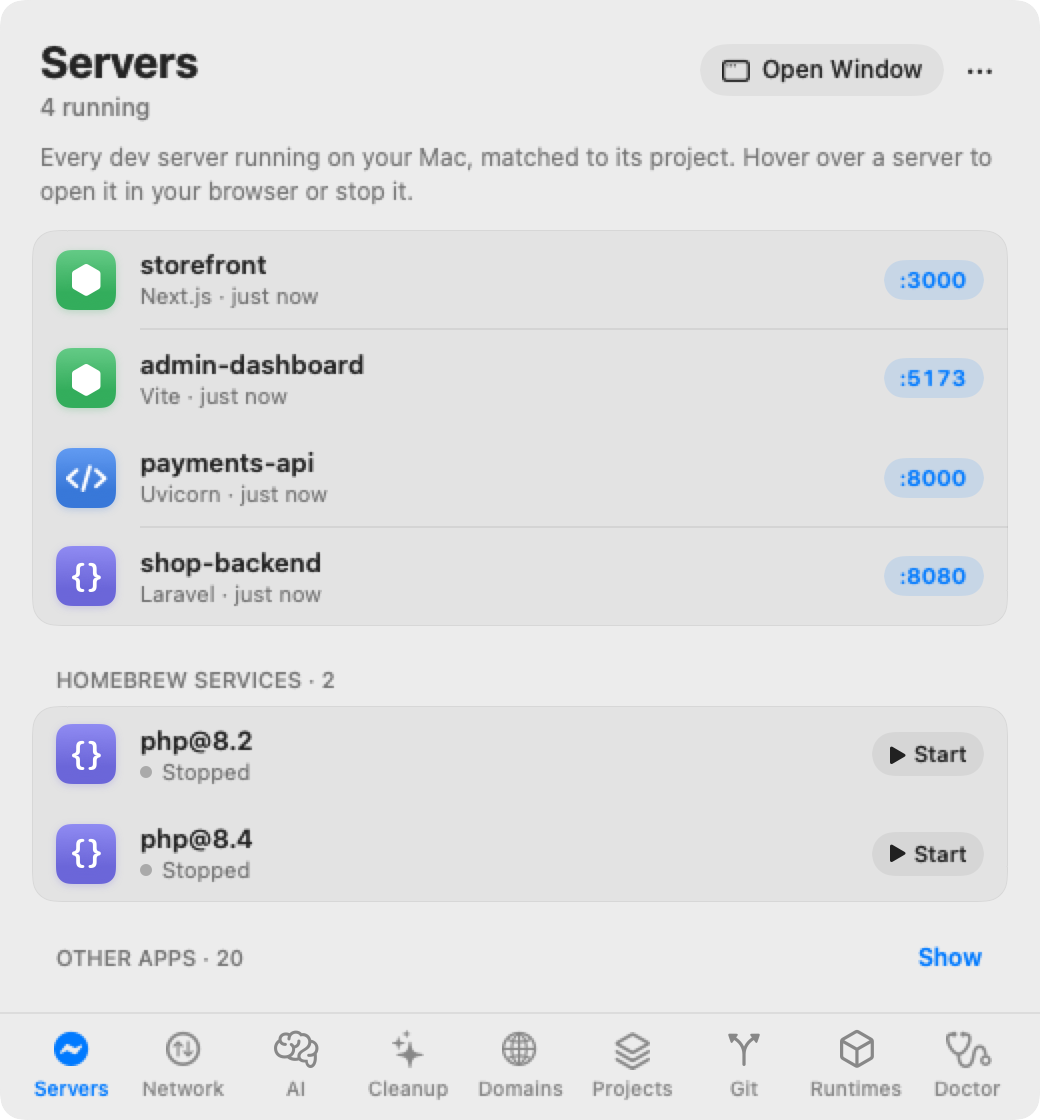 Servers
Open Window
4 running
Every dev server running on your Mac, matched to its project. Hover over a server to
open it in your browser or stop it.
storefront
Next.js · just now
:3000
admin-dashboard
Vite · just now
:5173
</>
payments-api
Uvicorn · just now
:8000
{}
shop-backend
Laravel · just now
:8080
HOMEBREW SERVICES · 2
{}
php@8.2
Stopped
Start
{}
php@8.4
Stopped
Start
OTHER APPS · 20
Show
Servers
Network
AI
Cleanup
Domains
Projects
Git
Runtimes
Doctor